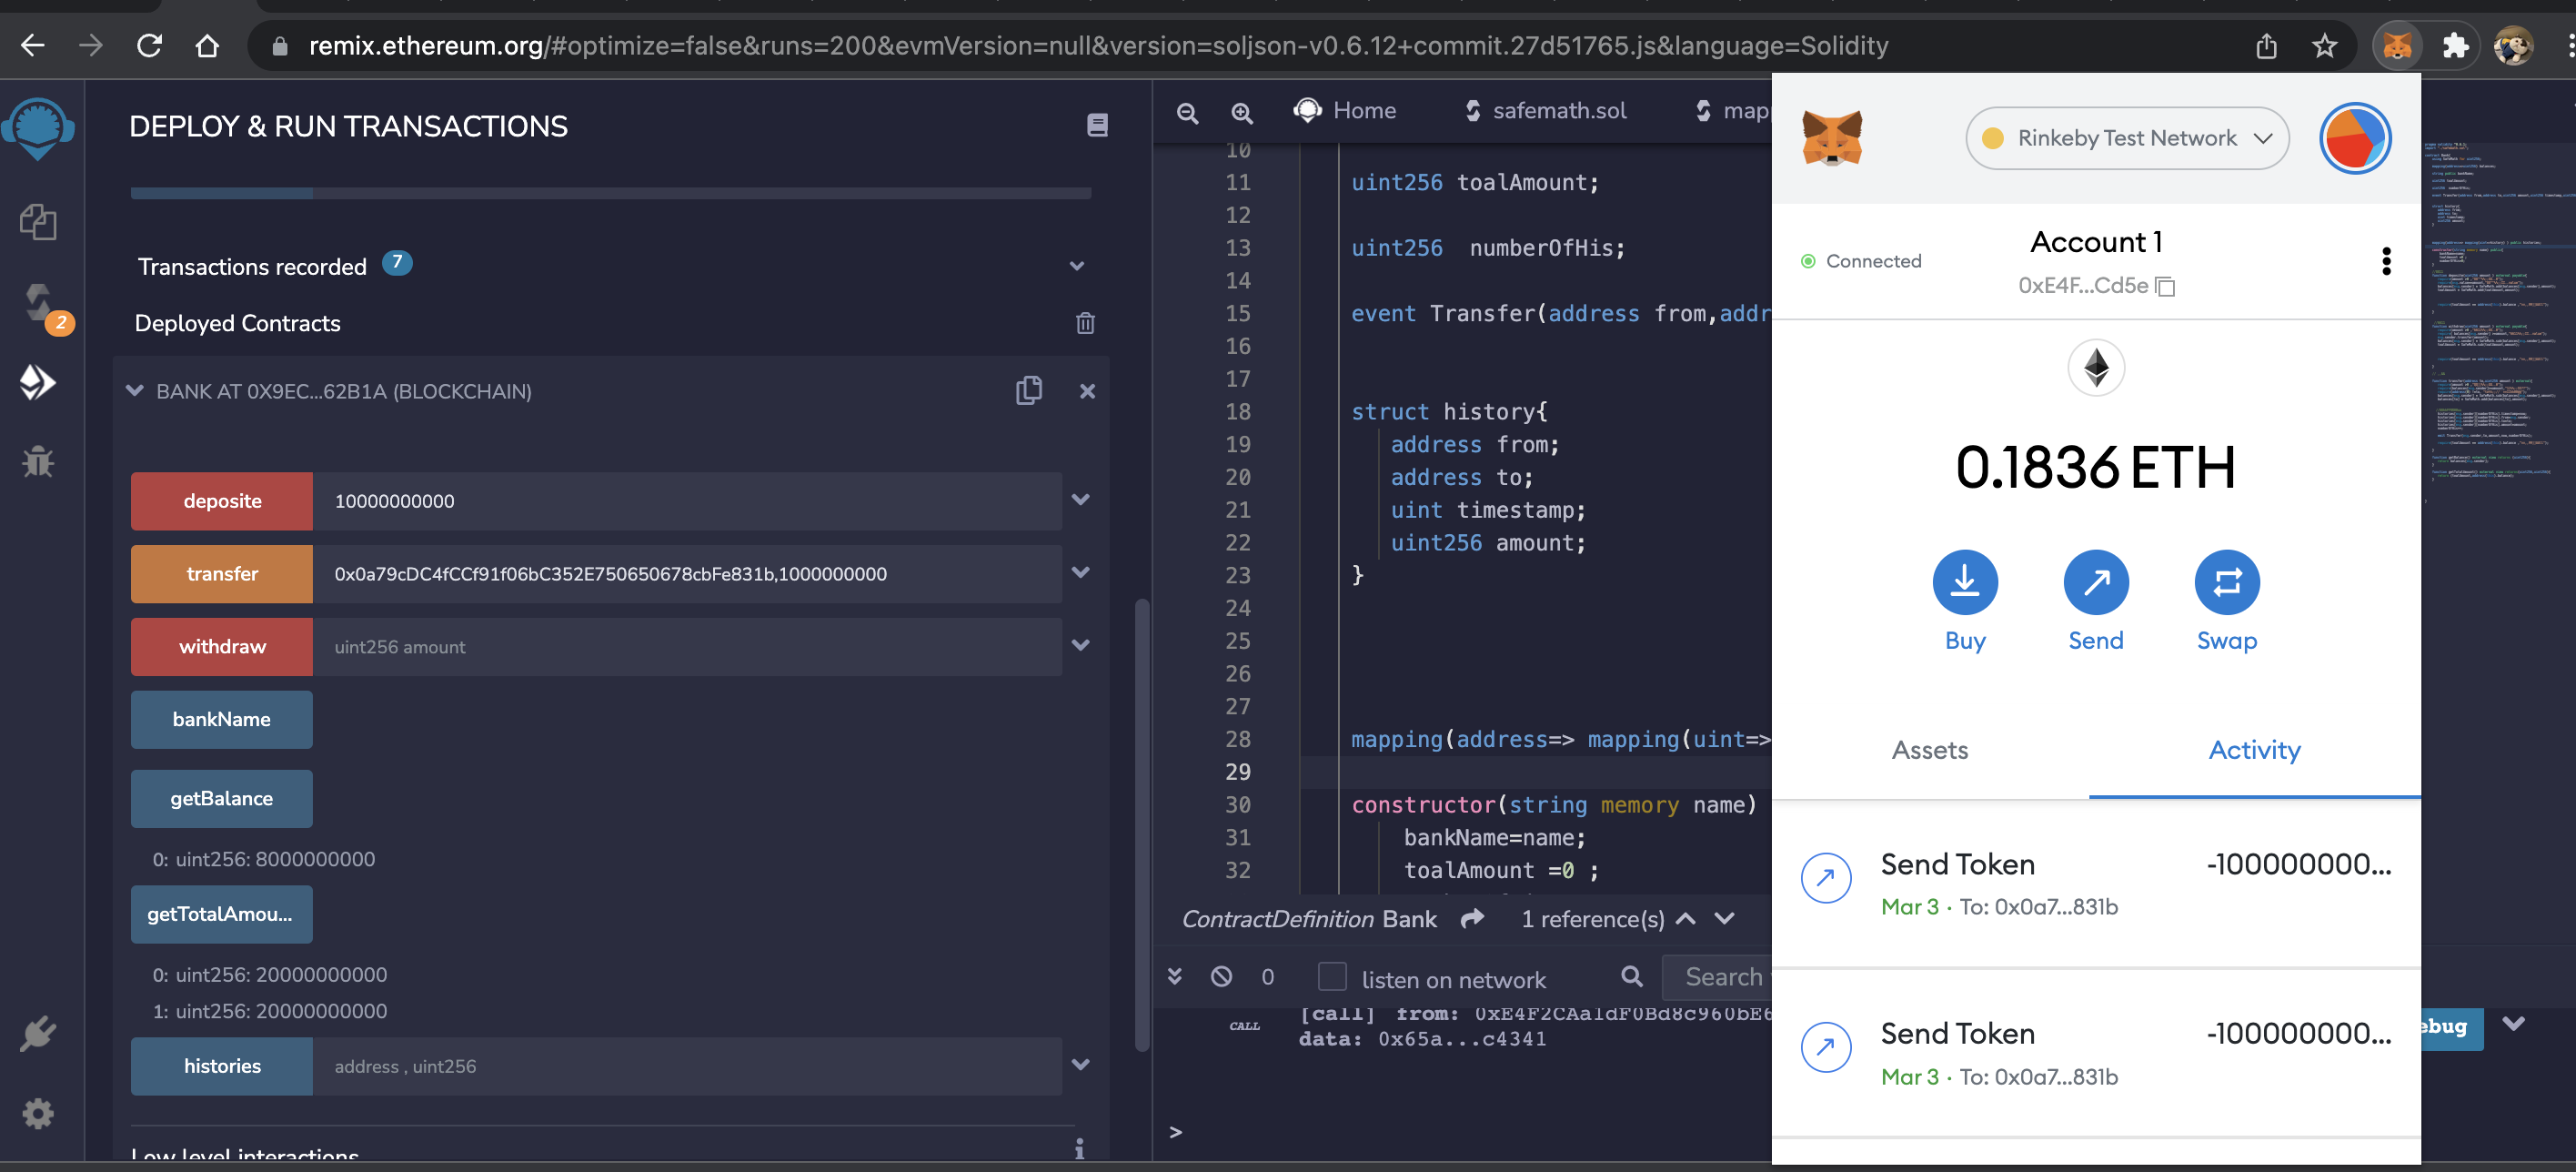 remix.ethereum.org/#optimize=false&runs=200&evmVersion=null&version=soljson-v0.6.12+commit.27d51765.js&language=Solidity
DEPLOY & RUN TRANSACTIONS
Transactions recorded 7
Deployed Contracts
2
BANK AT 0X9EC...62B1A (BLOCKCHAIN)
deposite 10000000000
transfer 0x0a79cDC4fCCf91f06bC352E750650678cbFe831b,1000000000
withdraw uint256 amount
bankName
getBalance
0: uint256: 8000000000
getTotalAmou...
0: uint256: 20000000000
1: uint256: 20000000000
histories address , uint256
Low level interactions
i
Home safemath.sol mapp
10
11 uint256 toalAmount;
12
13 uint256 numberOfHis;
14
15 event Transfer(address from,addr
16
17
18 struct history{
19 address from;
20 address to;
21 uint timestamp;
22 uint256 amount;
23 }
24
25
26
27
28 mapping(address=> mapping(uint=>
29
30 constructor(string memory name)
31 bankName=name;
32 toalAmount =0 ;
ContractDefinition Bank 1 reference(s)
0 listen on network Search
CALL [call] from: 0xE4F2CAa1dF0Bd8c960bE6
data: 0x65a...c4341
>
ebug
Rinkeby Test Network
Connected
Account 1
0xE4F...Cd5e
0.1836 ETH
Buy Send Swap
Assets Activity
Send Token -100000000...
Mar 3 · To: 0x0a7...831b
Send Token -100000000...
Mar 3 · To: 0x0a7...831b